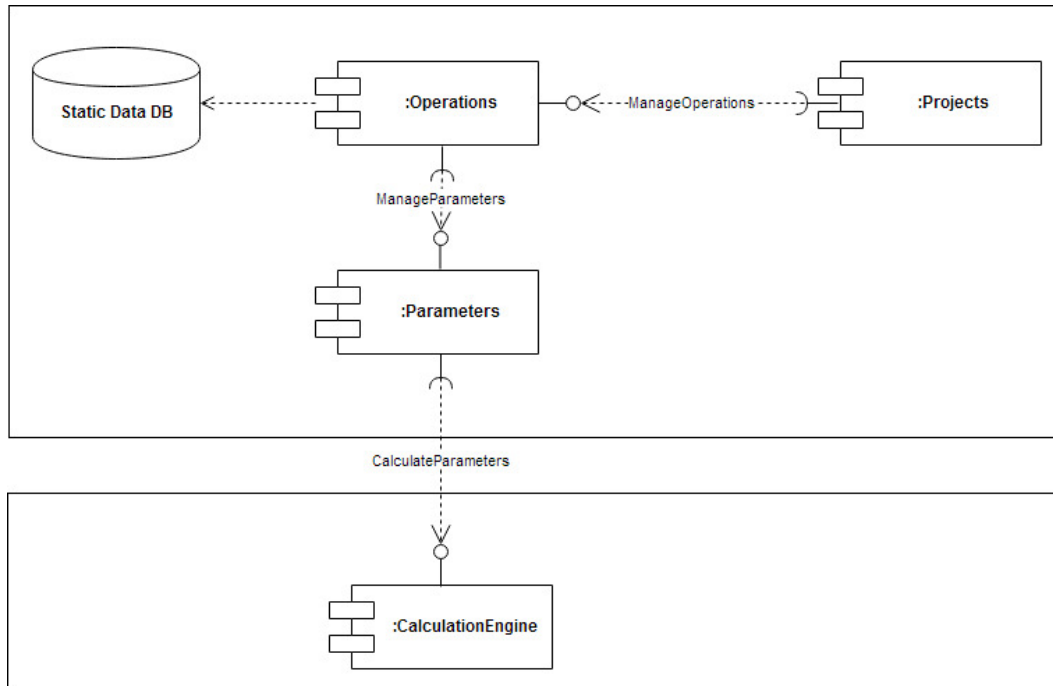 Static Data DB
:Operations
ManageOperations
:Projects
ManageParameters
:Parameters
CalculateParameters
:CalculationEngine